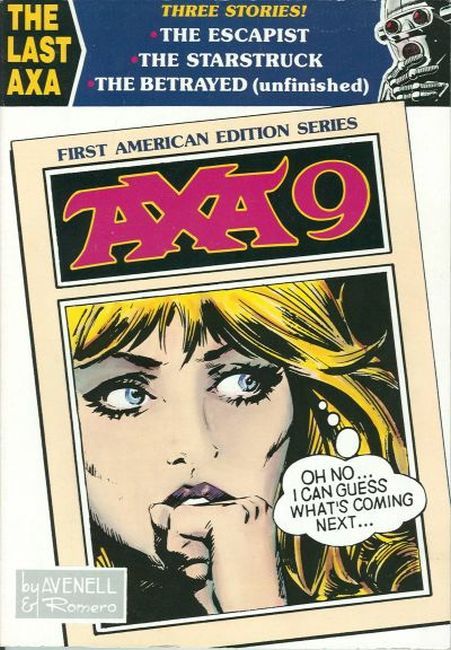 THE
LAST
AXA
THREE STORIES!
•THE ESCAPIST
•THE STARSTRUCK
•THE BETRAYED (unfinished)
FIRST AMERICAN EDITION SERIES
AXA 9
OH NO...
I CAN GUESS
WHAT'S COMING
NEXT...
by AVENELL
& Romero